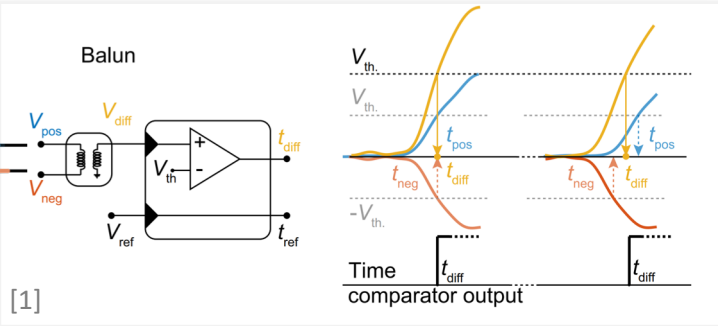 Balun
Vpos
Vdiff
Vneg
Vth
+
-
tdiff
Vref
tref
[1]
Vth.
Vth.
-Vth.
tpos
tneg
tdiff
tpos
tneg
tdiff
tdiff
tdiff
Time
comparator output